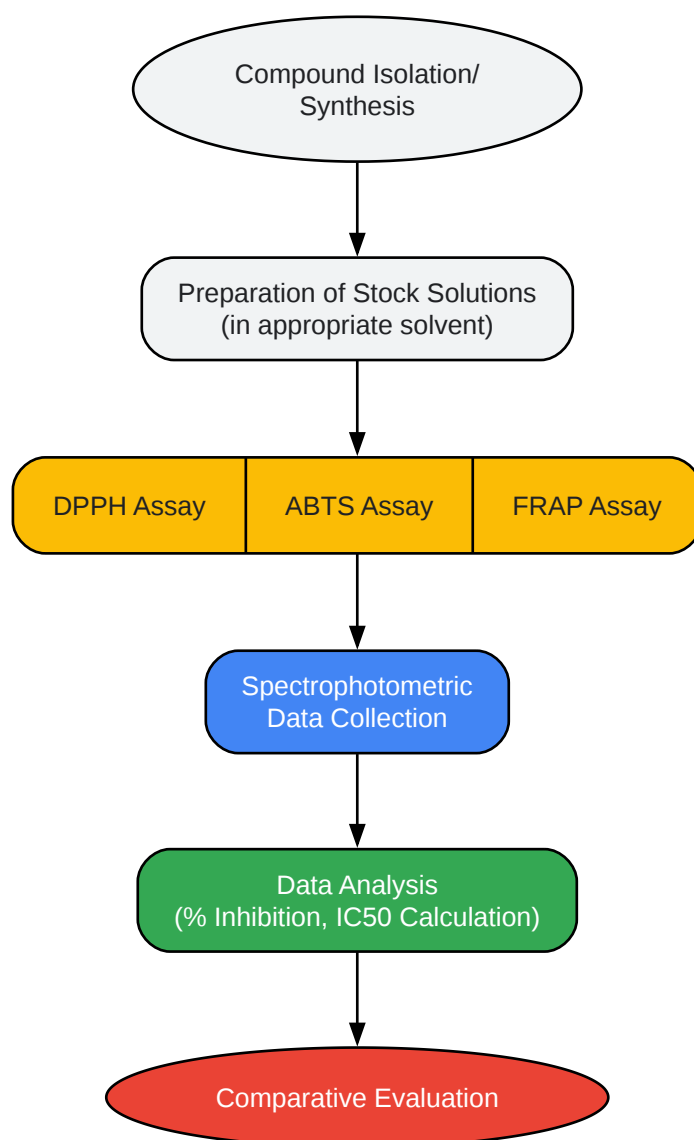 Compound Isolation/
Synthesis
Preparation of Stock Solutions
(in appropriate solvent)
DPPH Assay
ABTS Assay
FRAP Assay
Spectrophotometric
Data Collection
Data Analysis
(% Inhibition, IC50 Calculation)
Comparative Evaluation